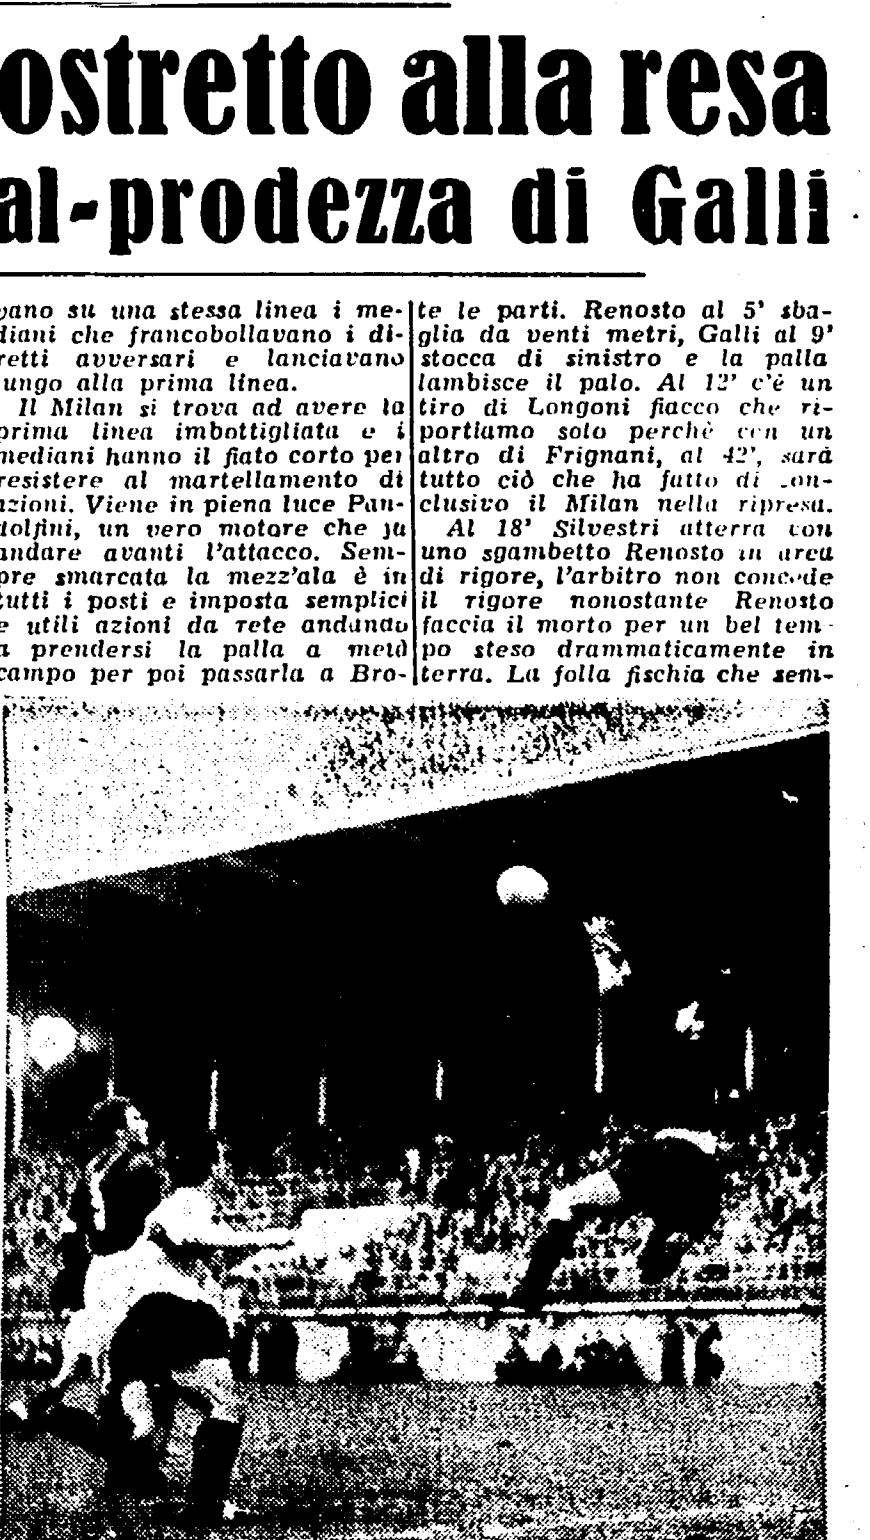 ostretto alla resa
al-prodezza di Galli
vano su una stessa linea i me-
diani che francobollavano i di-
retti avversari e lanciavano
lungo alla prima linea.
Il Milan si trova ad avere la
prima linea imbottigliata e i
mediani hanno il fiato corto per
resistere al martellamento di
azioni. Viene in piena luce Pan-
dolfini, un vero motore che fa
andare avanti l'attacco. Sem-
pre smarcata la mezz'ala è in
tutti i posti e imposta semplici
e utili azioni da rete andando
a prendersi la palla a metà
campo per poi passarla a Bro-
te le parti. Renosto al 5' sba-
glia da venti metri, Galli al 9'
stocca di sinistro e la palla
lambisce il palo. Al 12' c'è un
tiro di Longoni fiacco che ri-
portiamo solo perchè con un
altro di Frignani, al 42', sarà
tutto ciò che ha fatto di con-
clusivo il Milan nella ripresa.
Al 18' Silvestri atterra con
uno sgambetto Renosto in area
di rigore, l'arbitro non concede
il rigore nonostante Renosto
faccia il morto per un bel tem-
po steso drammaticamente in
terra. La folla fischia che sem-